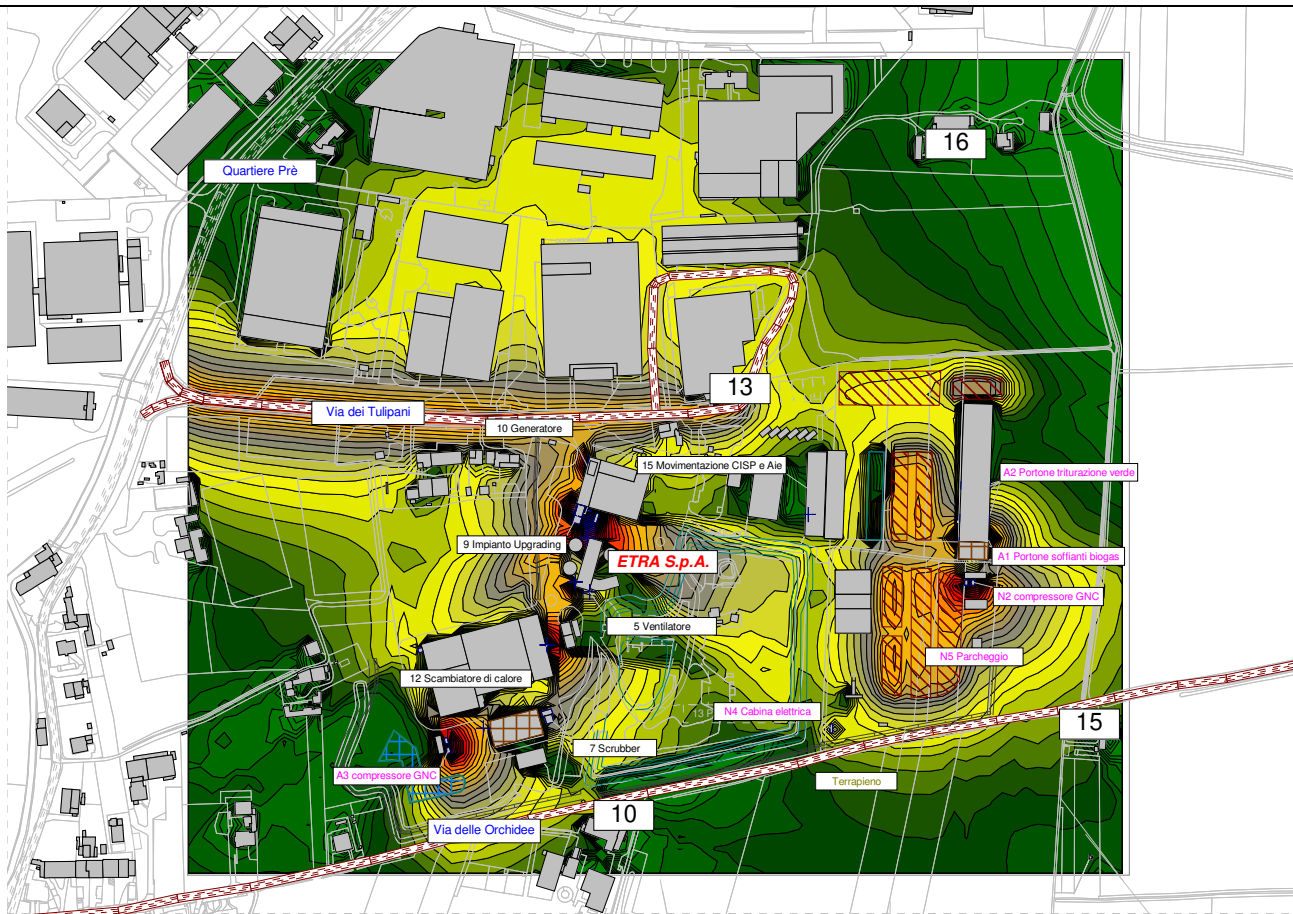 16
Quartiere Prè
13
Via dei Tulipani
10 Generatore
15 Movimentazione CISP e Aie
A2 Portone triturazione verde
9 Impianto Upgrading
ETRA S.p.A.
A1 Portone soffianti biogas
N2 compressore GNC
5 Ventilatore
N5 Parcheggio
12 Scambiatore di calore
13
N4 Cabina elettrica
15
7 Scrubber
A3 compressore GNC
Terrapieno
10
Via delle Orchidee